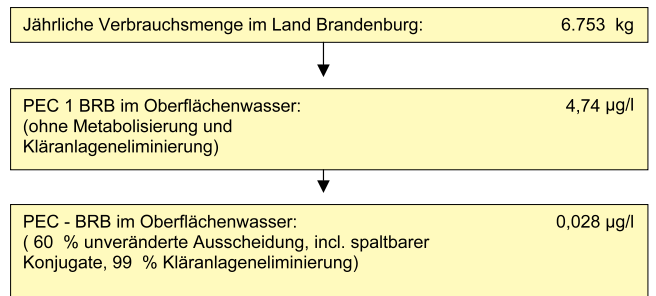 Jährliche Verbrauchsmenge im Land Brandenburg: 6.753 kg
PEC 1 BRB im Oberflächenwasser: 4,74 µg/l
(ohne Metabolisierung und
Kläranlageneliminierung)
PEC - BRB im Oberflächenwasser: 0,028 µg/l
( 60 % unveränderte Ausscheidung, incl. spaltbarer
Konjugate, 99 % Kläranlageneliminierung)